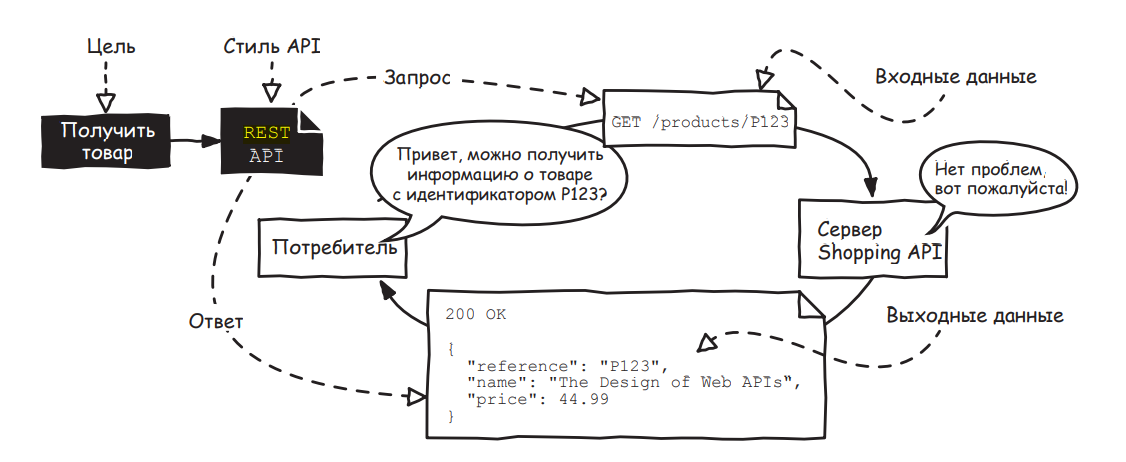 Цель
Стиль API
Запрос
Входные данные
Получить
товар
REST
API
GET /products/P123
Привет, можно получить
информацию о товаре
с идентификатором P123?
Нет проблем,
вот пожалуйста!
Потребитель
Сервер
Shopping API
Ответ
200 OK
{
"reference": "P123",
"name": "The Design of Web APIs",
"price": 44.99
}
Выходные данные